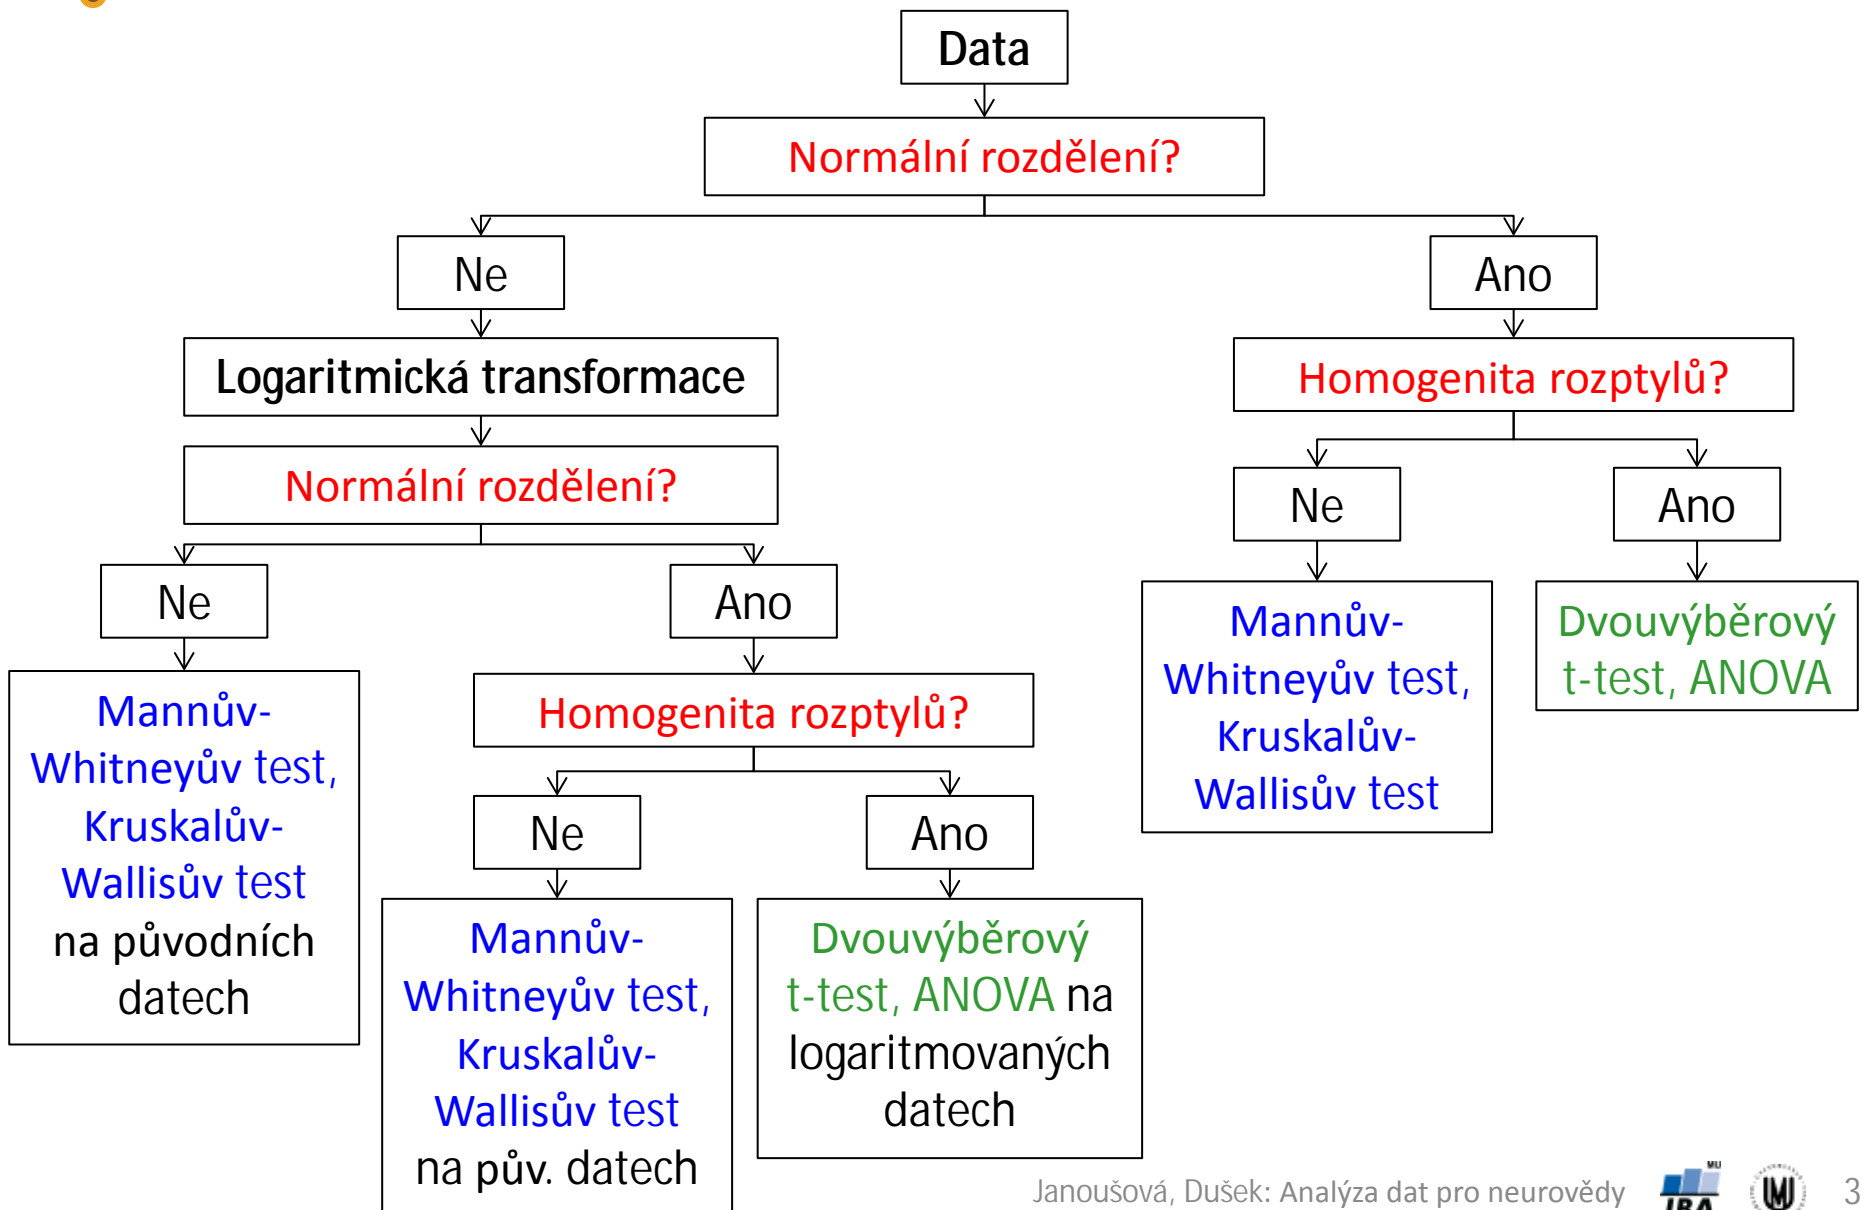 Data
Normální rozdělení?
Ne
Ano
Logaritmická transformace
Homogenita rozptylů?
Normální rozdělení?
Ne
Ano
Ne
Ano
Mannův-
Whitneyův test,
Kruskalův-
Wallisův test
Dvouvýběrový
t-test, ANOVA
Mannův-
Whitneyův test,
Kruskalův-
Wallisův test
na původních
datech
Homogenita rozptylů?
Ne
Ano
Mannův-
Whitneyův test,
Kruskalův-
Wallisův test
na pův. datech
Dvouvýběrový
t-test, ANOVA na
logaritmovaných
datech
Janoušová, Dušek: Analýza dat pro neurovědy
MU
IBA
3